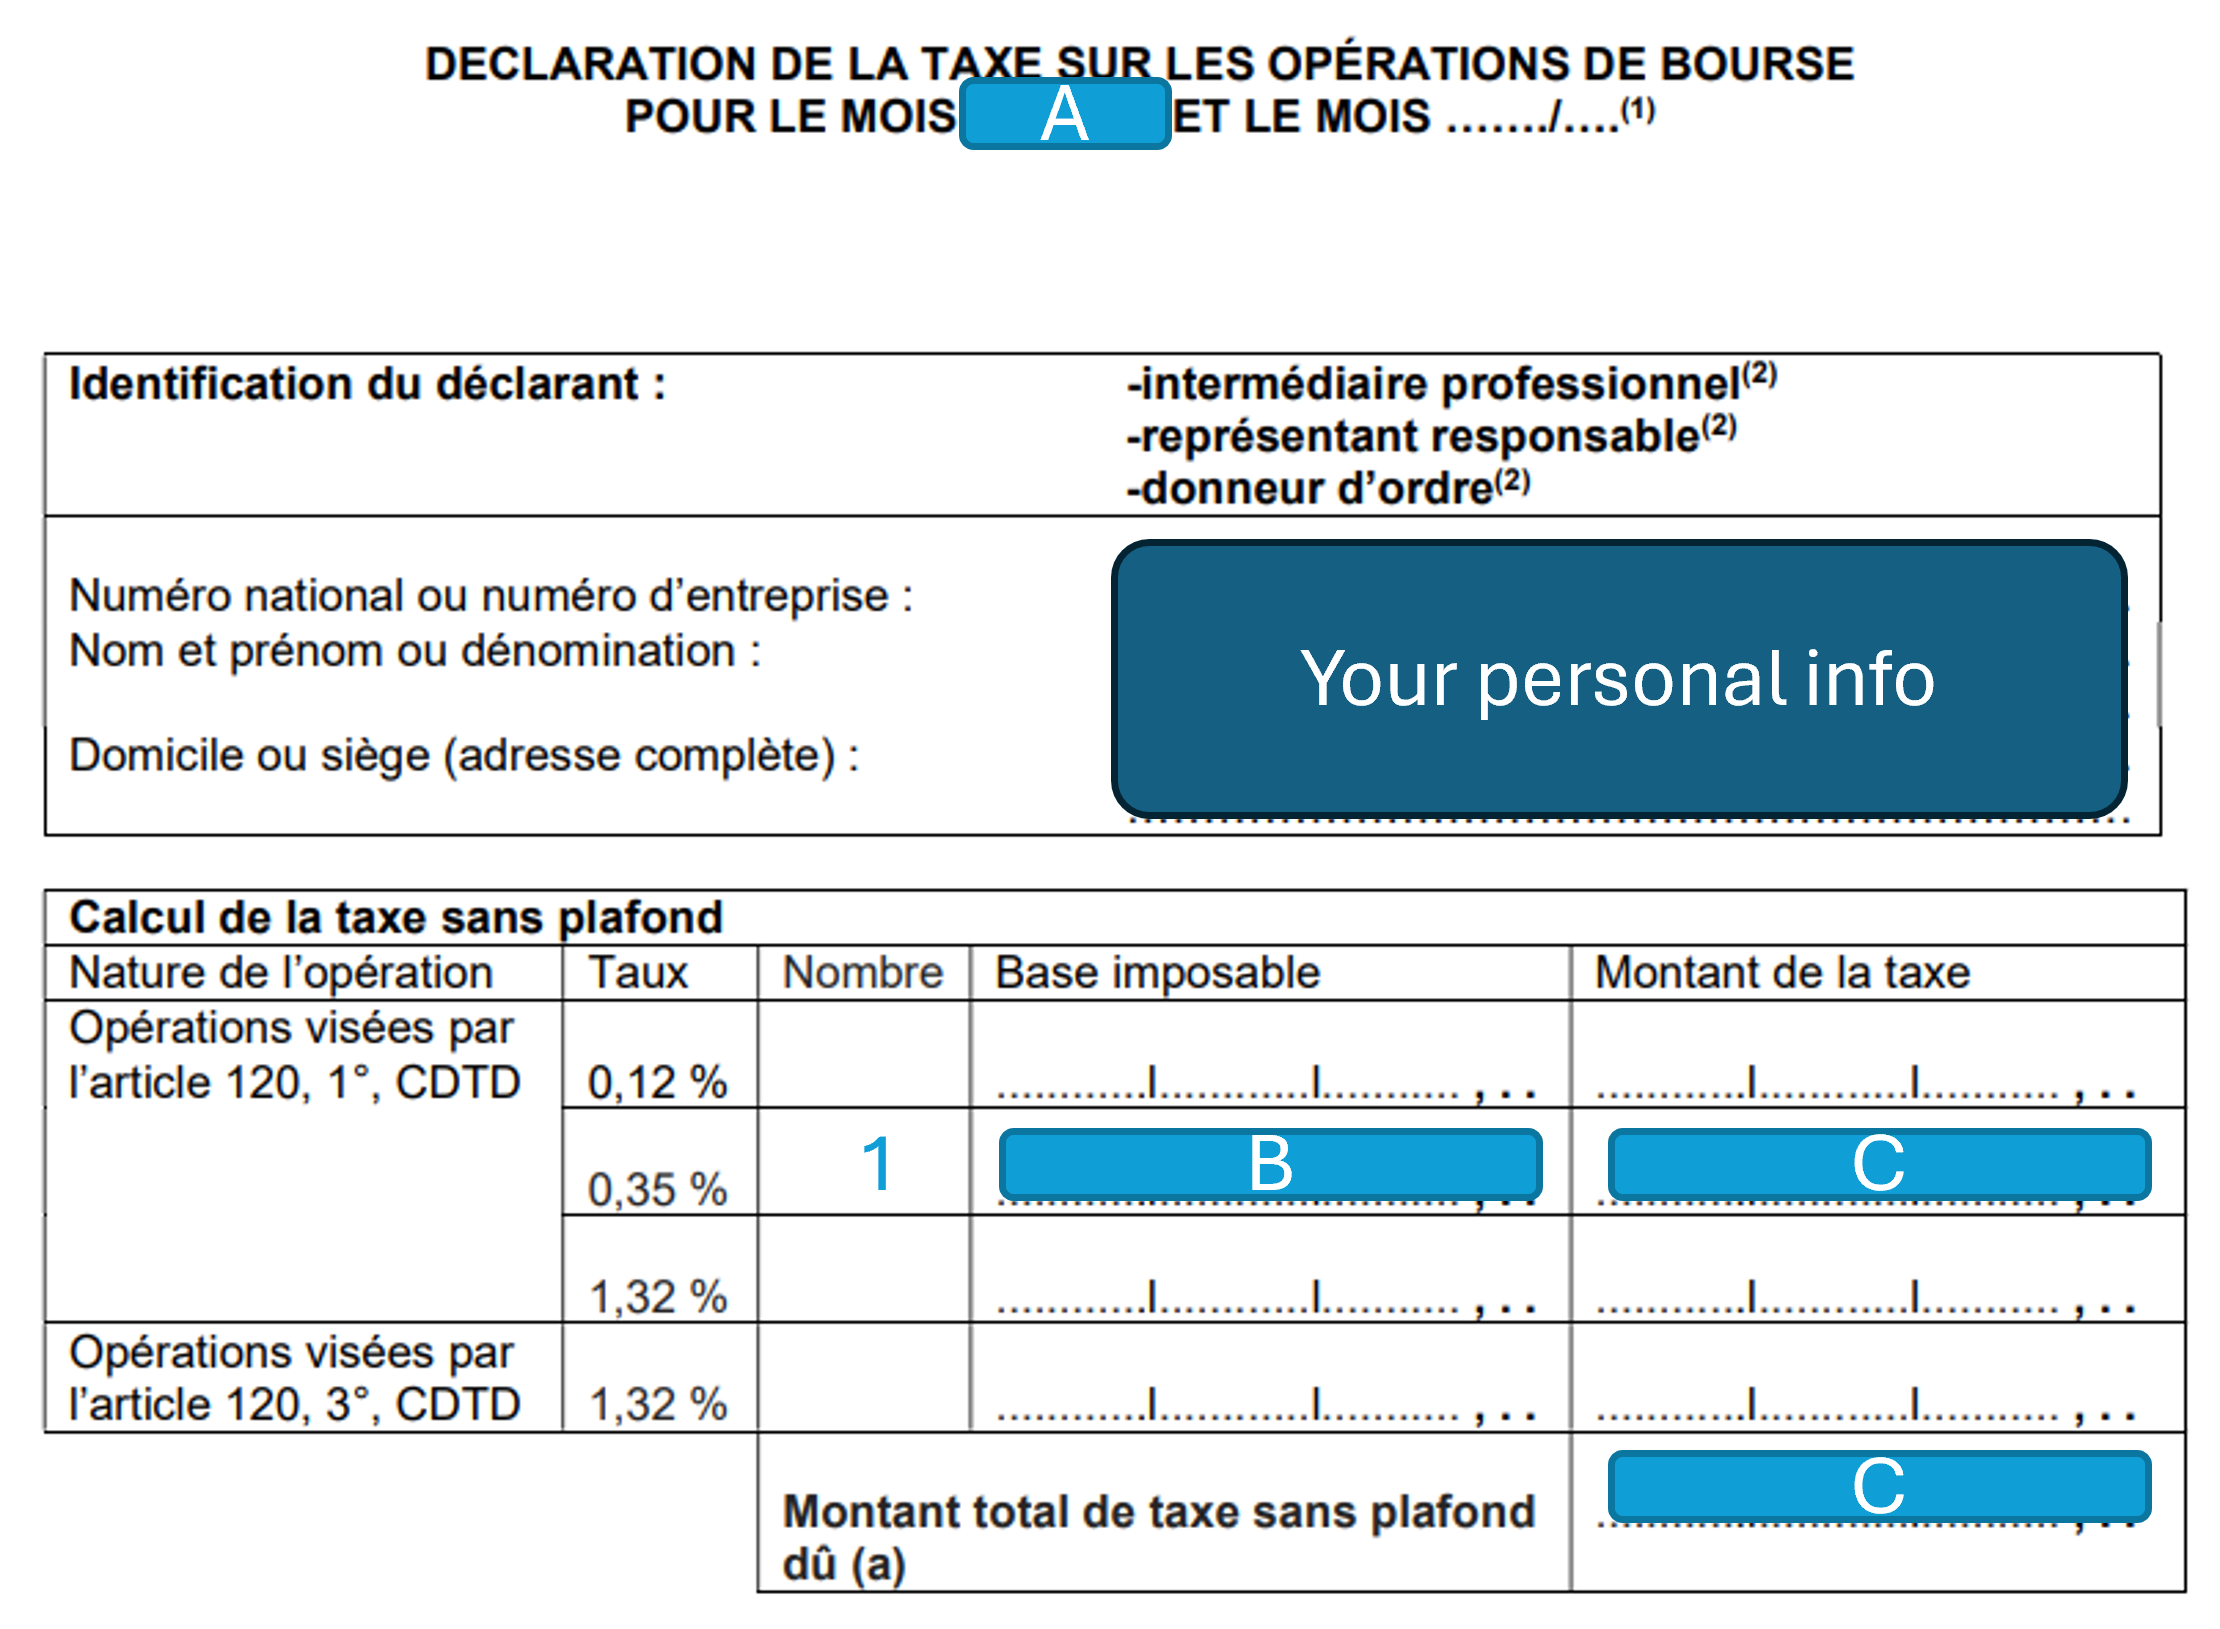 DECLARATION DE LA TAXE SUR LES OPÉRATIONS DE BOURSE
POUR LE MOIS A ET LE MOIS ……./….(1)
Identification du déclarant :
-intermédiaire professionnel(2)
-représentant responsable(2)
-donneur d’ordre(2)
Numéro national ou numéro d’entreprise :
Nom et prénom ou dénomination :
Domicile ou siège (adresse complète) :
Your personal info
Calcul de la taxe sans plafond
Nature de l’opération Taux Nombre Base imposable Montant de la taxe
Opérations visées par
l’article 120, 1°, CDTD 0,12 % ............I............I........... , . . ............I............I........... , . .
0,35 % 1 B C
1,32 % ............I............I........... , . . ............I............I........... , . .
Opérations visées par
l’article 120, 3°, CDTD 1,32 % ............I............I........... , . . ............I............I........... , . .
Montant total de taxe sans plafond C
dû (a)